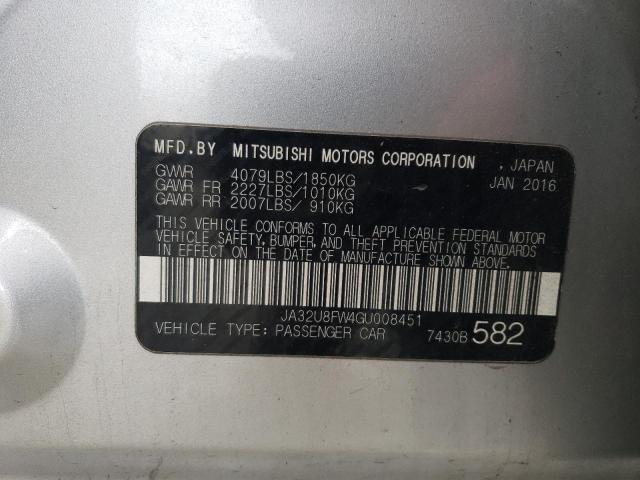 MFD.BY MITSUBISHI MOTORS CORPORATION , JAPAN
GVWR 4079LBS/1850KG JAN 2016
GAWR FR 2227LBS/1010KG
GAWR RR 2007LBS/ 910KG
THIS VEHICLE CONFORMS TO ALL APPLICABLE FEDERAL MOTOR
VEHICLE SAFETY, BUMPER, AND THEFT PREVENTION STANDARDS
IN EFFECT ON THE DATE OF MANUFACTURE SHOWN ABOVE.
JA32U8FW4GU008451
VEHICLE TYPE: PASSENGER CAR 7430B 582